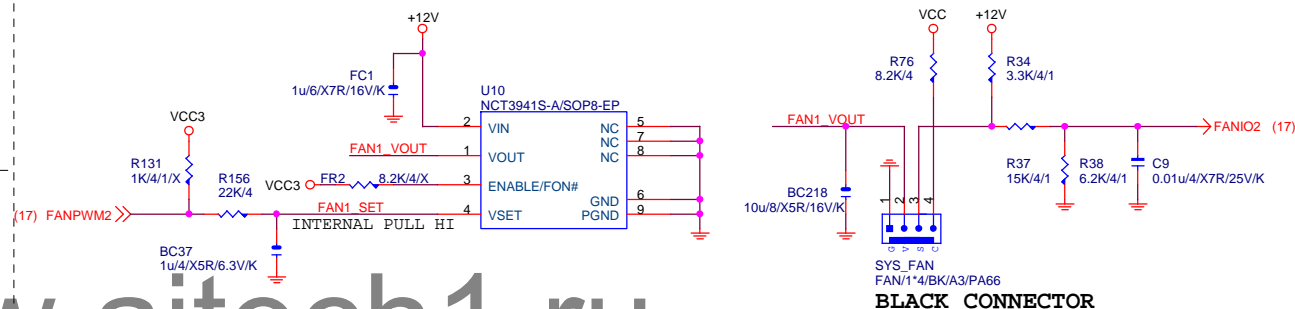 +12V
FC1
1u/6/X7R/16V/K
U10
NCT3941S-A/SOP8-EP
2 VIN
NC 5
NC 7
NC 8
1 VOUT
FAN1_VOUT
3 ENABLE/FON#
GND 6
PGND 9
4 VSET
VCC3
R131
1K/4/1/X
R156
22K/4
VCC3 FR2 8.2K/4/X
(17) FANPWM2
FAN1_SET
INTERNAL PULL HI
BC37
1u/4/X5R/6.3V/K
VCC
+12V
R76
8.2K/4
R34
3.3K/4/1
FAN1_VOUT
FANIO2 (17)
R37
15K/4/1
R38
6.2K/4/1
C9
0.01u/4/X7R/25V/K
BC218
10u/8/X5R/16V/K
1 2 3 4
G V S C
SYS_FAN
FAN/1*4/BK/A3/PA66
BLACK CONNECTOR